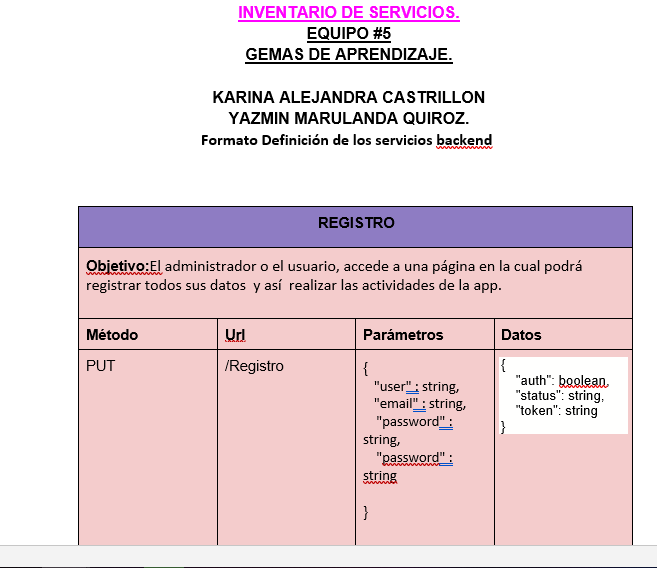 INVENTARIO DE SERVICIOS.
EQUIPO #5
GEMAS DE APRENDIZAJE.
KARINA ALEJANDRA CASTRILLON
YAZMIN MARULANDA QUIROZ.
Formato Definición de los servicios backend
REGISTRO
Objetivo:El administrador o el usuario, accede a una página en la cual podrá
registrar todos sus datos y así realizar las actividades de la app.
Método Url Parámetros Datos
PUT
/Registro
{
"user" : string,
"email" : string,
"password" :
string,
"password" :
string
}
{
"auth": boolean,
"status": string,
"token": string
}